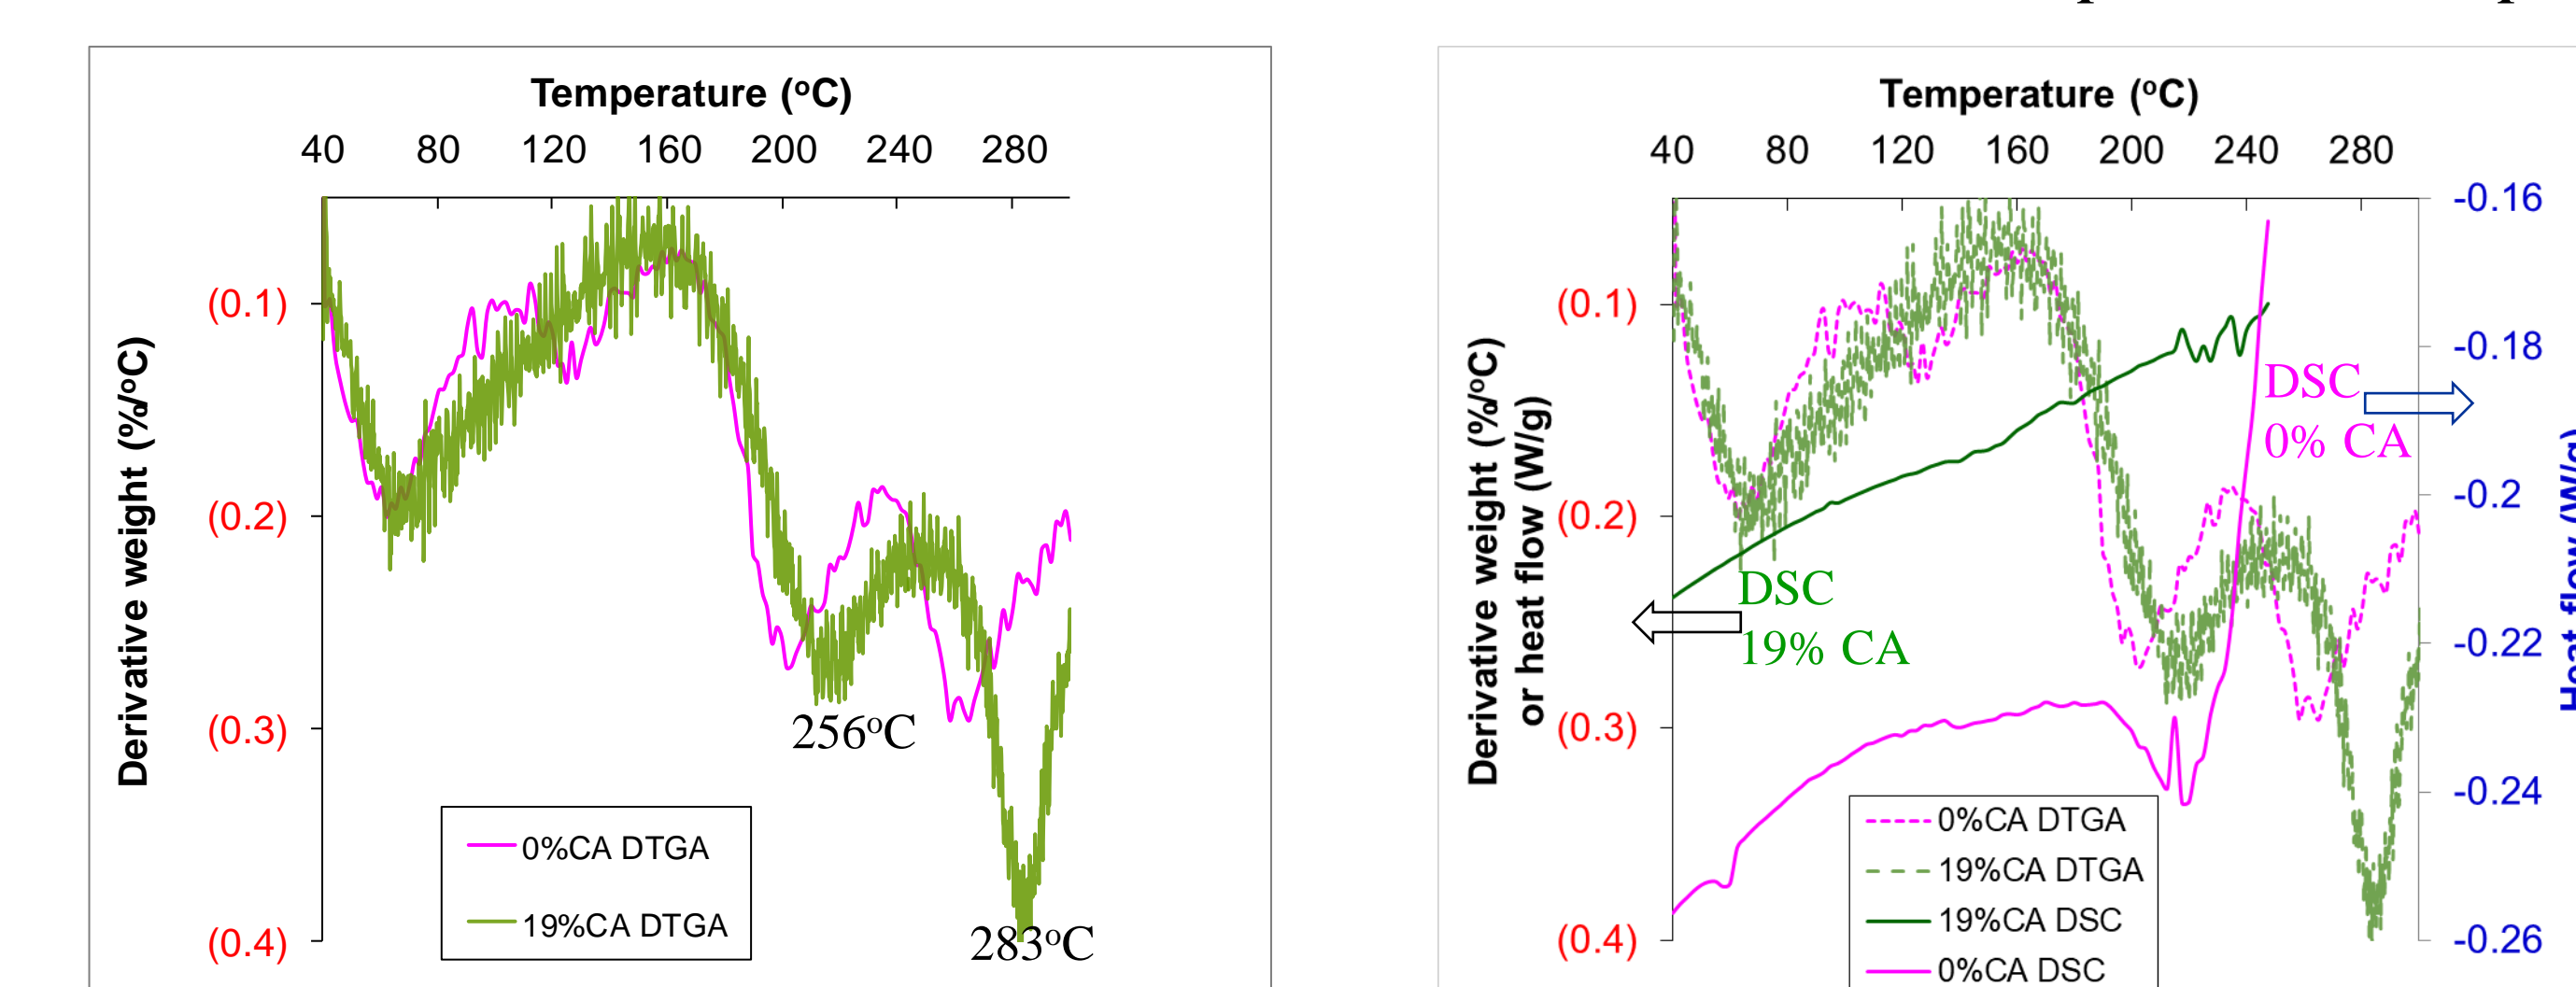 Temperature (ºC)
40 80 120 160 200 240 280
(0.1)
(0.2)
(0.3)
(0.4)
Derivative weight (%/ºC)
256ºC
283ºC
0%CA DTGA
19%CA DTGA
Temperature (ºC)
40 80 120 160 200 240 280
(0.1)
(0.2)
(0.3)
(0.4)
Derivative weight (%/ºC)
or heat flow (W/g)
-0.16
-0.18
-0.2
-0.22
-0.24
-0.26
Heat flow (W/g)
DSC
0% CA
DSC
19% CA
0%CA DTGA
19%CA DTGA
19%CA DSC
0%CA DSC